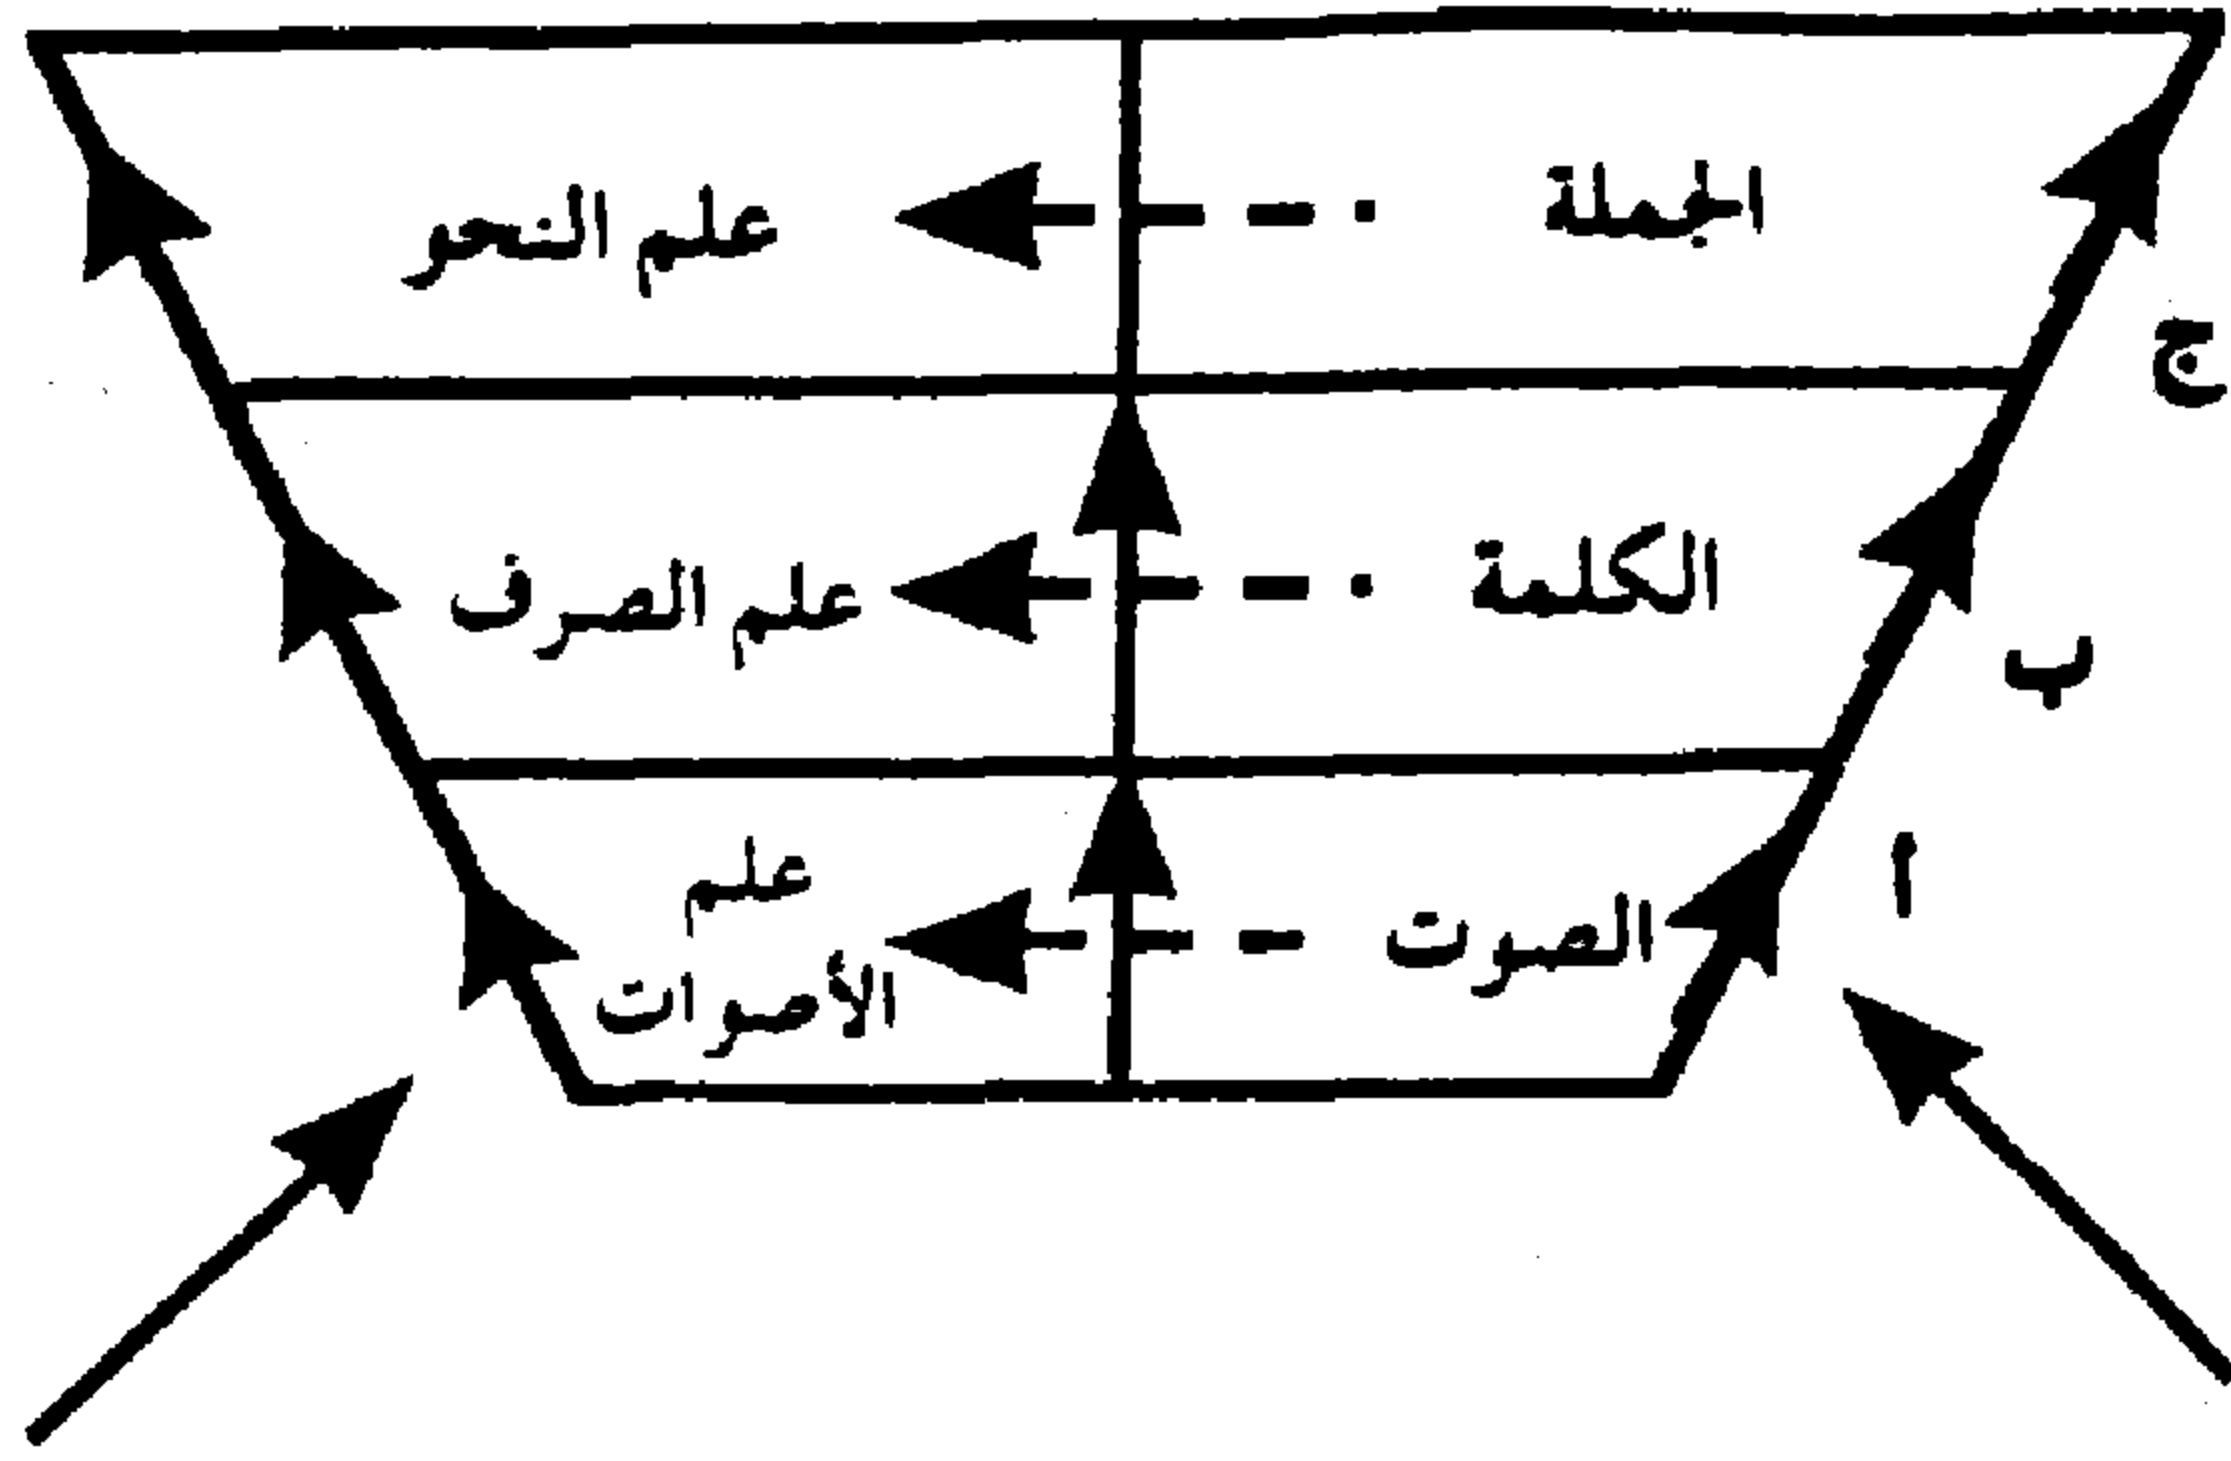 الجملة
علم النحو
ج
الكلمة
علم الصرف
ب
الصوت
علم
الأصوات
أ